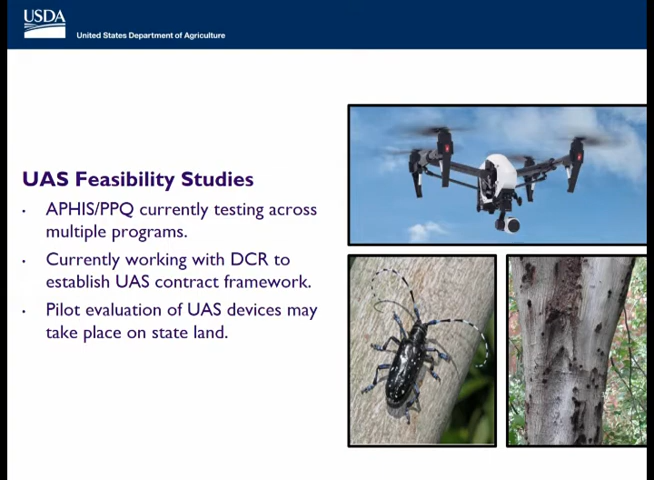 USDA
United States Department of Agriculture
UAS Feasibility Studies
· APHIS/PPQ currently testing across
multiple programs.
· Currently working with DCR to
establish UAS contract framework.
· Pilot evaluation of UAS devices may
take place on state land.